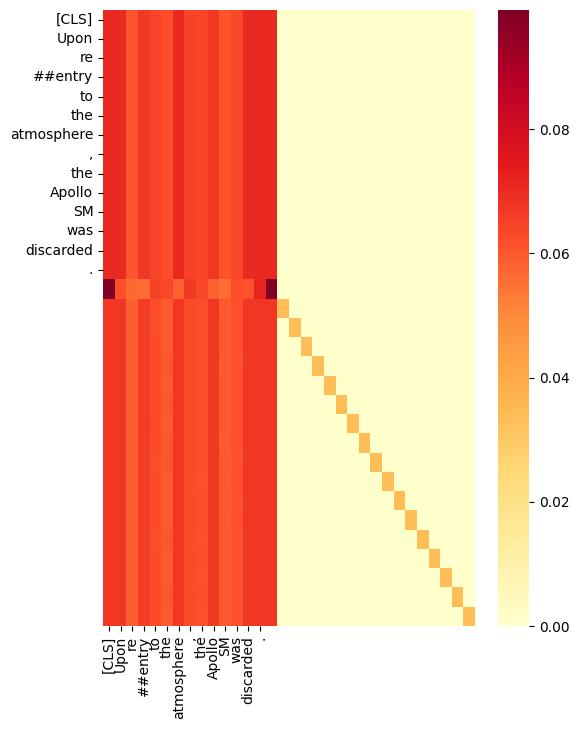 [CLS]
Upon
re
##entry
to
the
atmosphere
,
the
Apollo
SM
was
discarded
.
0.08
0.06
0.04
0.02
0.00
[CLS]
Upon
re
##entry
to
the
atmosphere
,
the
Apollo
SM
was
discarded
.